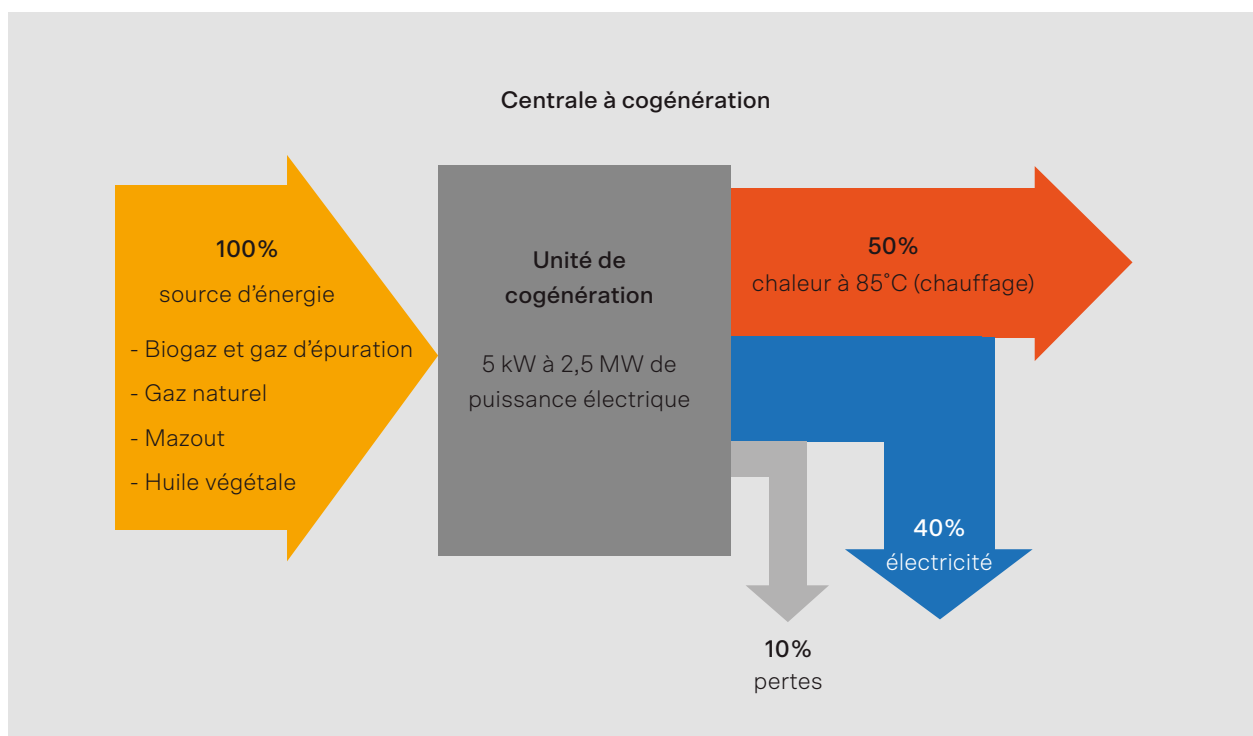 Centrale à cogénération
100%
source d'énergie
- Biogaz et gaz d'épuration
- Gaz naturel
- Mazout
- Huile végétale
Unité de
cogénération
5 kW à 2,5 MW de
puissance électrique
50%
chaleur à 85°C (chauffage)
40%
électricité
10%
pertes